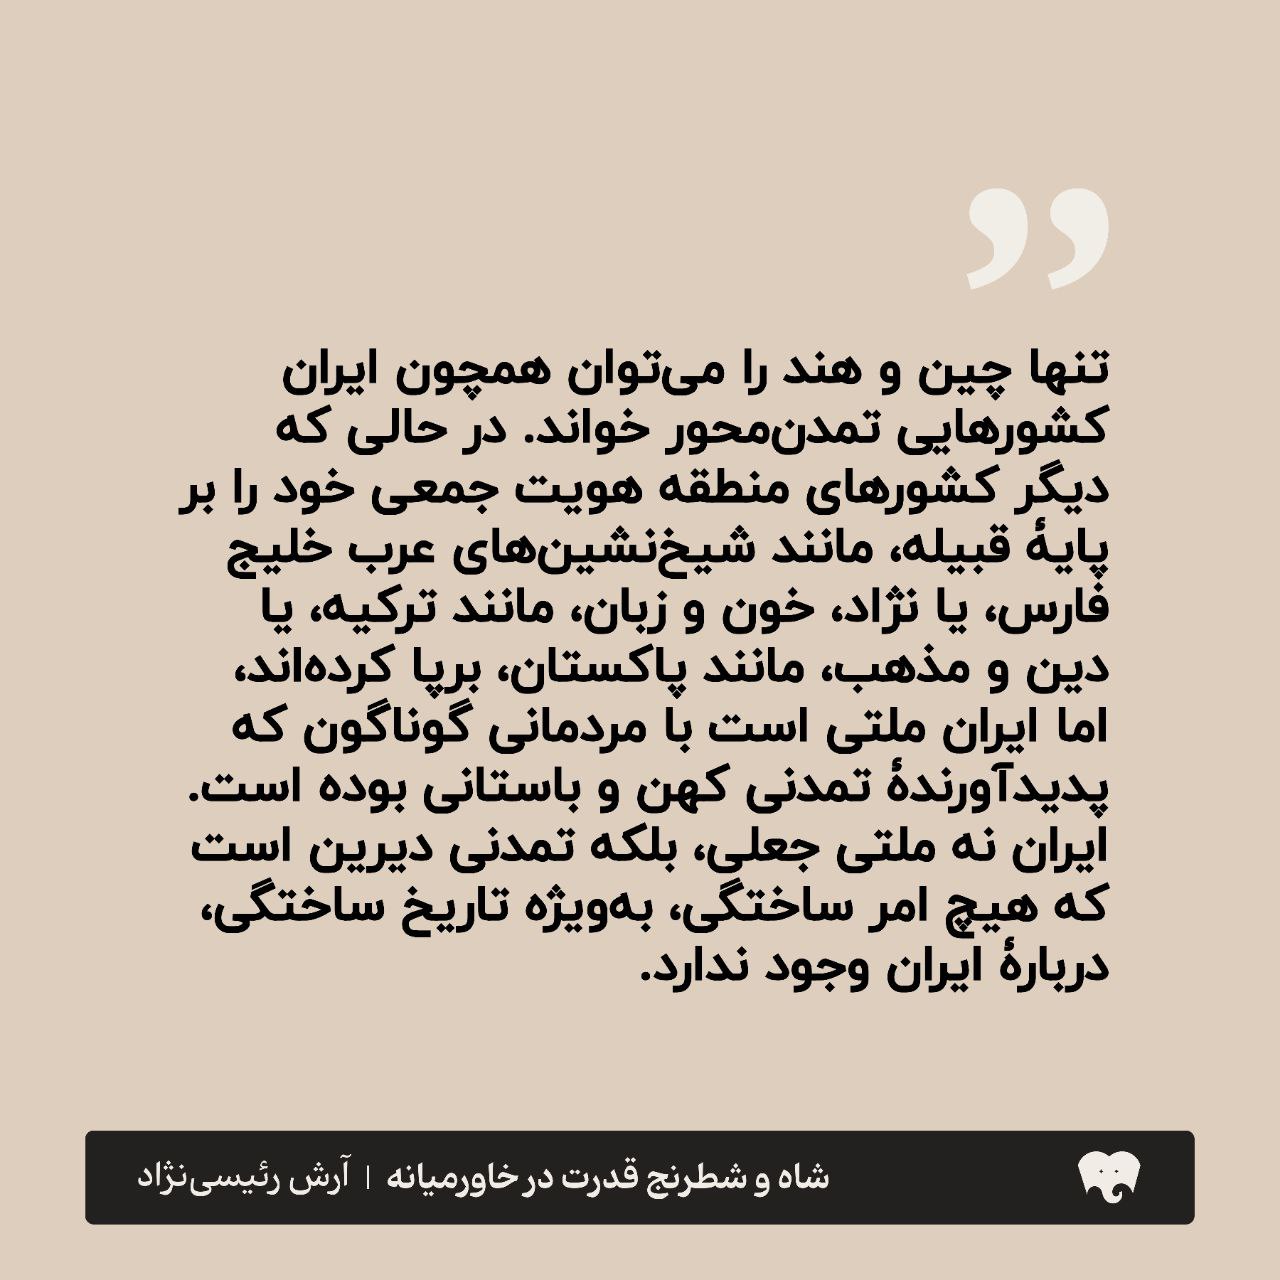 ”
تنها چین و هند را می‌توان همچون ایران
کشورهایی تمدن‌محور خواند. در حالی که
دیگر کشورهای منطقه هویت جمعی خود را بر
پایهٔ قبیله، مانند شیخ‌نشین‌های عرب خلیج
فارس، یا نژاد، خون و زبان، مانند ترکیه، یا
دین و مذهب، مانند پاکستان، برپا کرده‌اند،
اما ایران ملتی است با مردمانی گوناگون که
پدیدآورندهٔ تمدنی کهن و باستانی بوده است.
ایران نه ملتی جعلی، بلکه تمدنی دیرین است
که هیچ امر ساختگی، به‌ویژه تاریخ ساختگی،
دربارهٔ ایران وجود ندارد.
شاه و شطرنج قدرت در خاورمیانه | آرش رئیسی‌نژاد